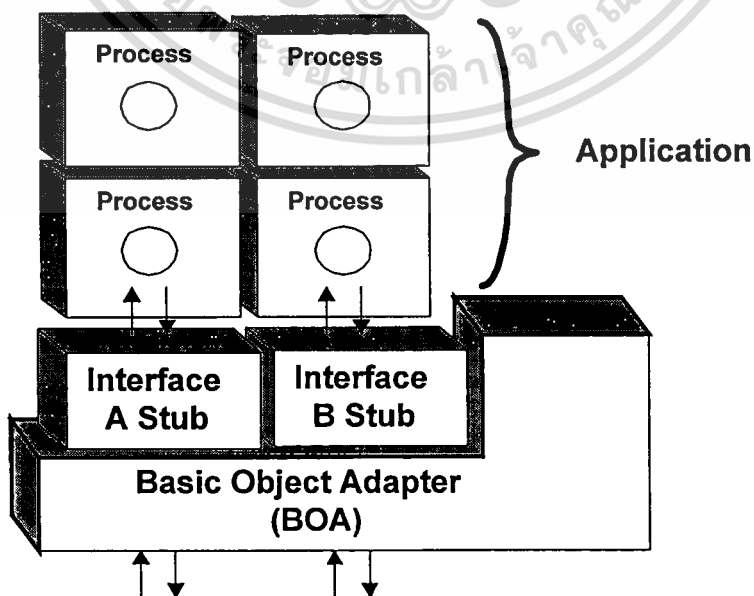 Process Process
Process Process
Application
Interface
A Stub
Interface
B Stub
Basic Object Adapter
(BOA)